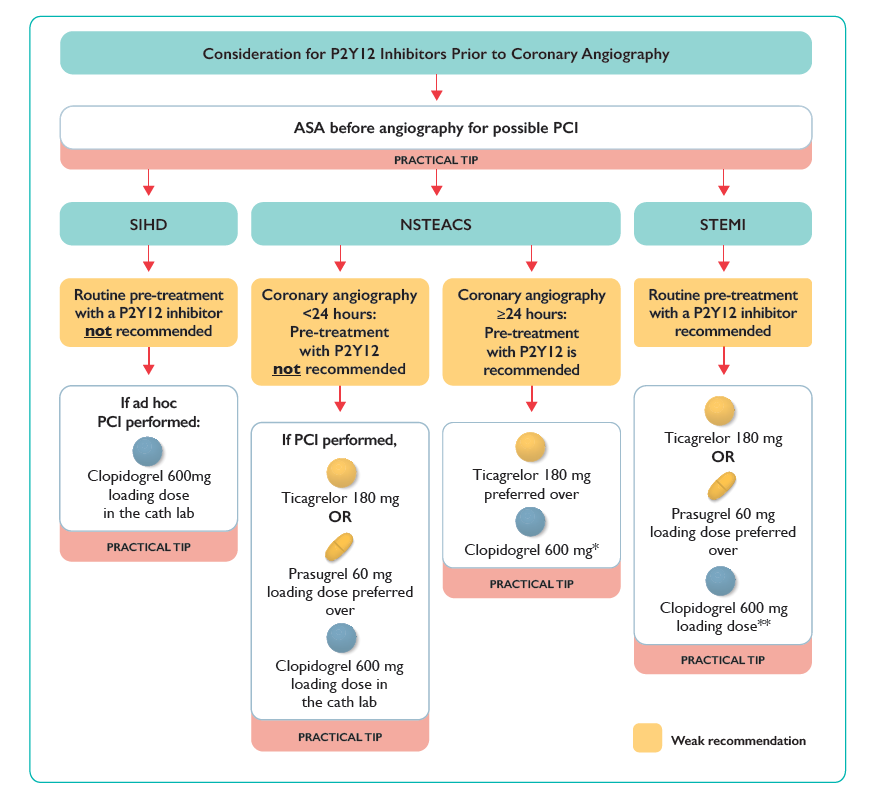 Consideration for P2Y12 Inhibitors Prior to Coronary Angiography
ASA before angiography for possible PCI
PRACTICAL TIP
SIHD
NSTEACS
STEMI
Routine pre-treatment
with a P2Y12 inhibitor
not recommended
Coronary angiography
<24 hours:
Pre-treatment
with P2Y12
not recommended
Coronary angiography
≥24 hours:
Pre-treatment
with P2Y12 is
recommended
Routine pre-treatment
with a P2Y12 inhibitor
recommended
If ad hoc
PCI performed:
Clopidogrel 600mg
loading dose
in the cath lab
PRACTICAL TIP
If PCI performed,
Ticagrelor 180 mg
OR
Prasugrel 60 mg
loading dose preferred
over
Clopidogrel 600 mg
loading dose in
the cath lab
PRACTICAL TIP
Ticagrelor 180 mg
preferred over
Clopidogrel 600 mg*
PRACTICAL TIP
Ticagrelor 180 mg
OR
Prasugrel 60 mg
loading dose preferred
over
Clopidogrel 600 mg
loading dose**
PRACTICAL TIP
Weak recommendation